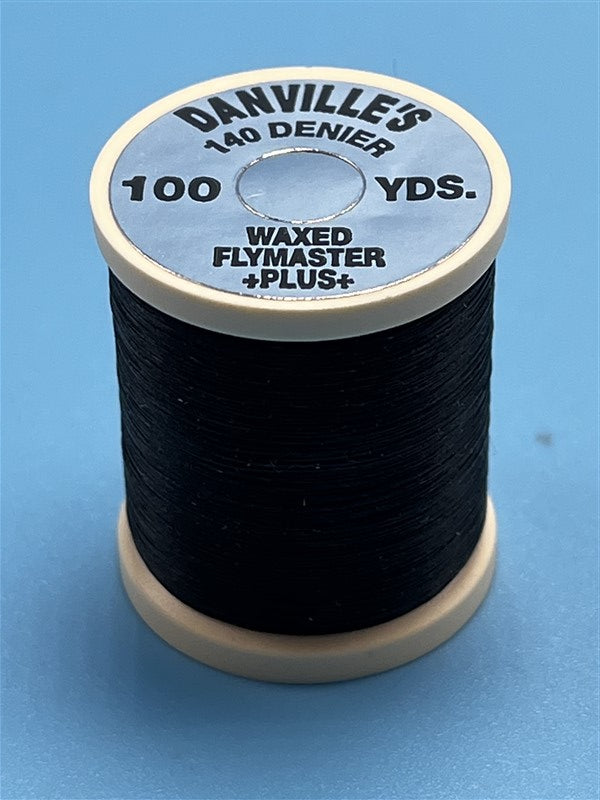 DANVILLE'S
140 DENIER
100 YDS.
WAXED
FLYMASTER
+PLUS+